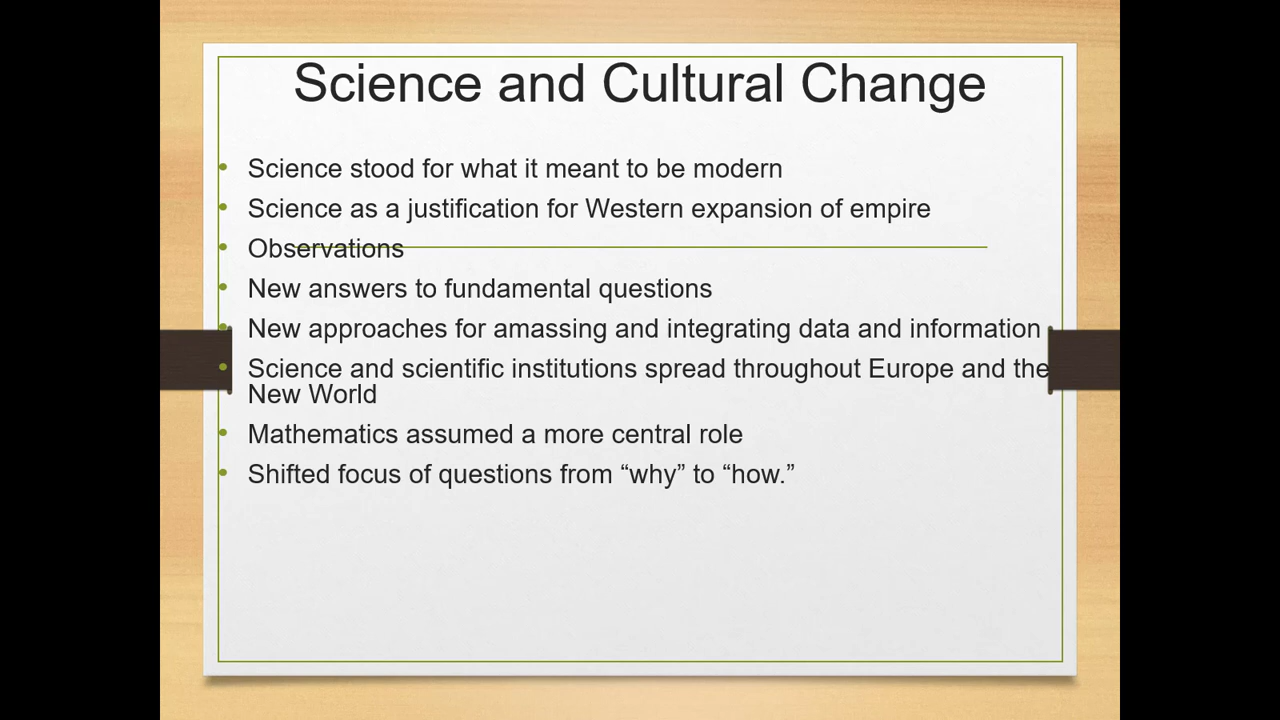 Science and Cultural Change
• Science stood for what it meant to be modern
• Science as a justification for Western expansion of empire
• Observations
• New answers to fundamental questions
• New approaches for amassing and integrating data and information
• Science and scientific institutions spread throughout Europe and the
New World
• Mathematics assumed a more central role
• Shifted focus of questions from “why” to “how.”